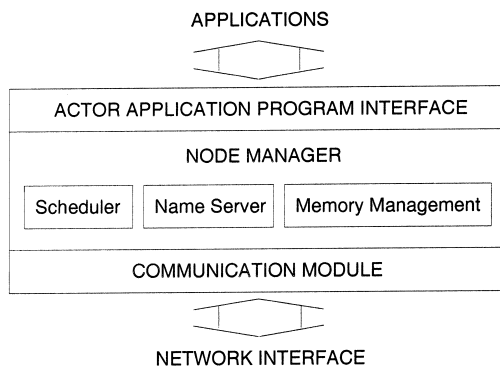 APPLICATIONS
ACTOR APPLICATION PROGRAM INTERFACE
NODE MANAGER
Scheduler Name Server Memory Management
COMMUNICATION MODULE
NETWORK INTERFACE